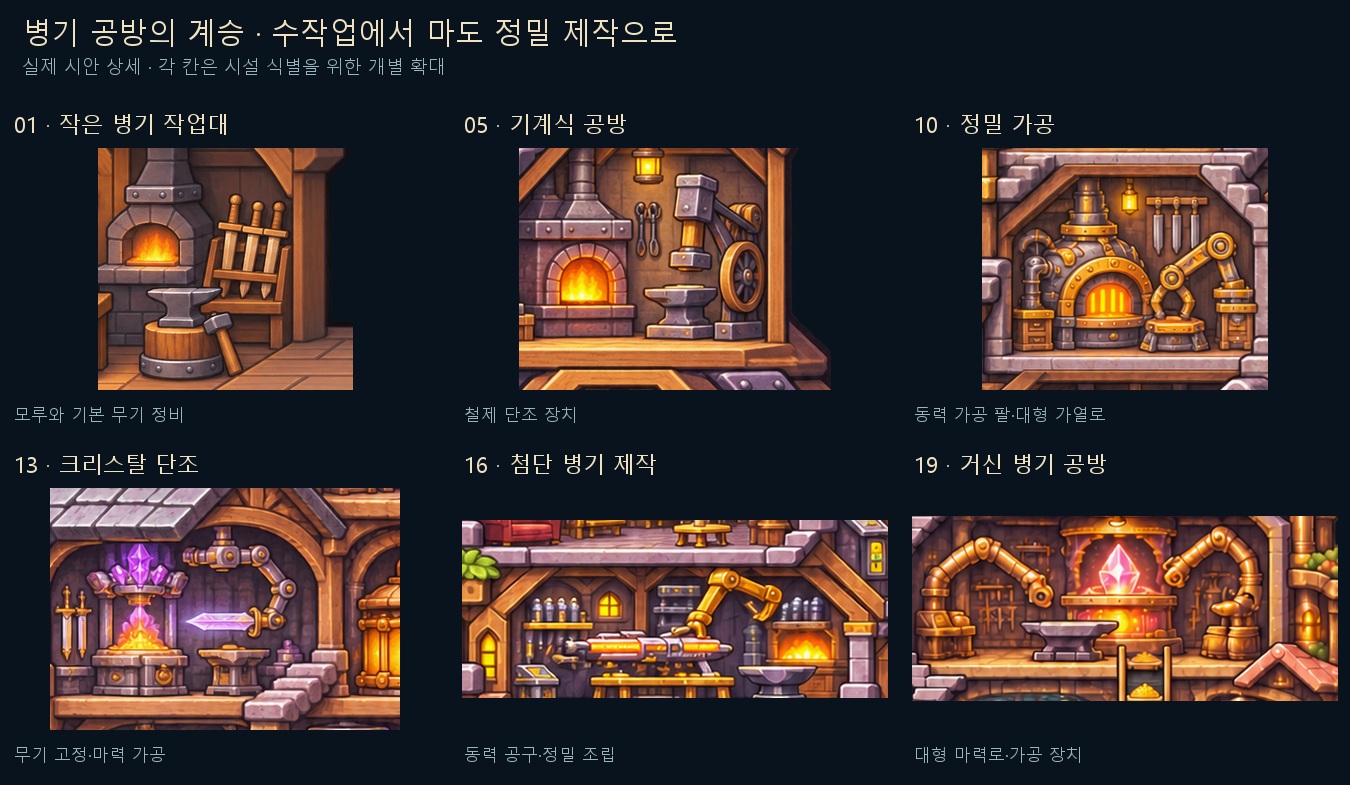 병기 공방의 계승 · 수작업에서 마도 정밀 제작으로
실제 시안 상세 · 각 칸은 시설 식별을 위한 개별 확대
01 · 작은 병기 작업대
05 · 기계식 공방
10 · 정밀 가공
모루와 기본 무기 정비
철제 단조 장치
동력 가공 팔·대형 가열로
13 · 크리스탈 단조
16 · 첨단 병기 제작
19 · 거신 병기 공방
무기 고정·마력 가공
동력 공구·정밀 조립
대형 마력로·가공 장치